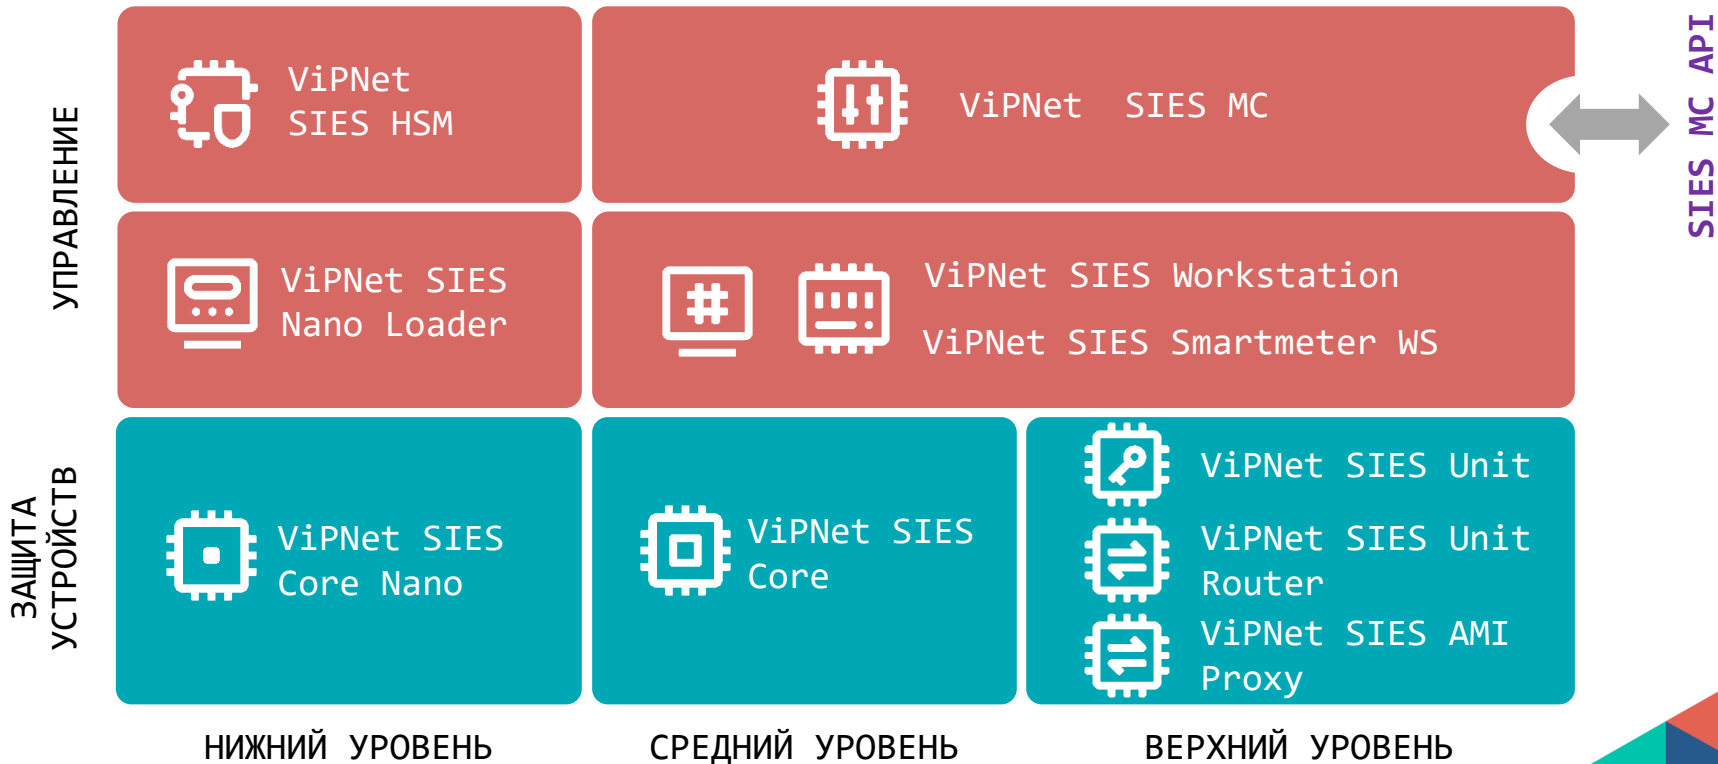 УПРАВЛЕНИЕ
ViPNet
SIES HSM
ViPNet SIES MC
SIES MC API
ViPNet SIES
Nano Loader
ViPNet SIES Workstation
ViPNet SIES Smartmeter WS
ЗАЩИТА
УСТРОЙСТВ
ViPNet SIES
Core Nano
ViPNet SIES
Core
ViPNet SIES Unit
ViPNet SIES Unit
Router
ViPNet SIES AMI
Proxy
НИЖНИЙ УРОВЕНЬ
СРЕДНИЙ УРОВЕНЬ
ВЕРХНИЙ УРОВЕНЬ